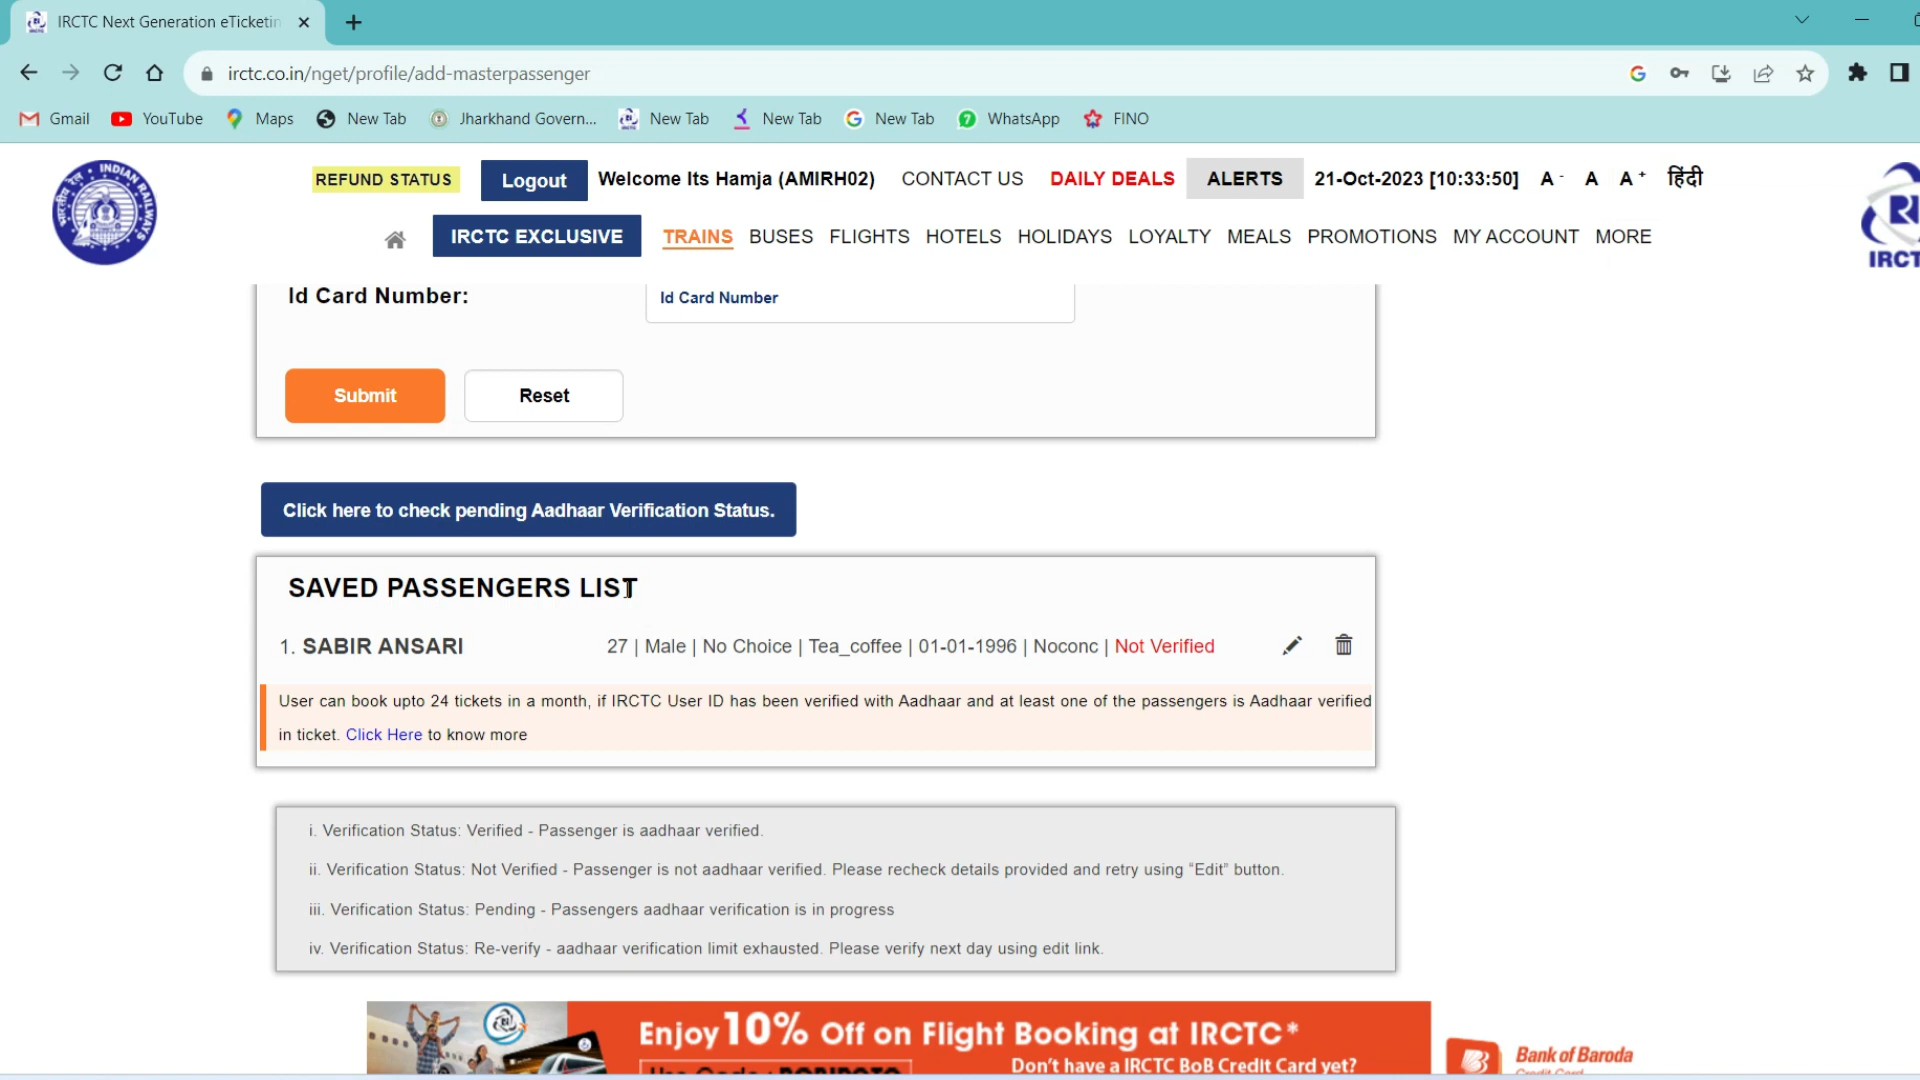 IRCTC Next Generation eTicketin
irctc.co.in/nget/profile/add-masterpassenger
Gmail YouTube Maps New Tab Jharkhand Govern... New Tab New Tab New Tab WhatsApp FINO
INDIAN
REFUND STATUS Logout Welcome Its Hamja (AMIRH02) CONTACT US DAILY DEALS ALERTS 21-Oct-2023 [10:33:50] A - A A + हिंदी
IRCTC EXCLUSIVE TRAINS BUSES FLIGHTS HOTELS HOLIDAYS LOYALTY MEALS PROMOTIONS MY ACCOUNT MORE
IRCT
Id Card Number: Id Card Number
Submit Reset
Click here to check pending Aadhaar Verification Status.
SAVED PASSENGERS LIST
1. SABIR ANSARI 27 | Male | No Choice | Tea_coffee | 01-01-1996 | Noconc | Not Verified
User can book upto 24 tickets in a month, if IRCTC User ID has been verified with Aadhaar and at least one of the passengers is Aadhaar verified
in ticket. Click Here to know more
i. Verification Status: Verified - Passenger is aadhaar verified.
ii. Verification Status: Not Verified - Passenger is not aadhaar verified. Please recheck details provided and retry using "Edit" button.
iii. Verification Status: Pending - Passengers aadhaar verification is in progress
iv. Verification Status: Re-verify - aadhaar verification limit exhausted. Please verify next day using edit link.
Enjoy 10% Off on Flight Booking at IRCTC*
Don't have a IRCTC BoB Credit Card yet?
Bank of Baroda